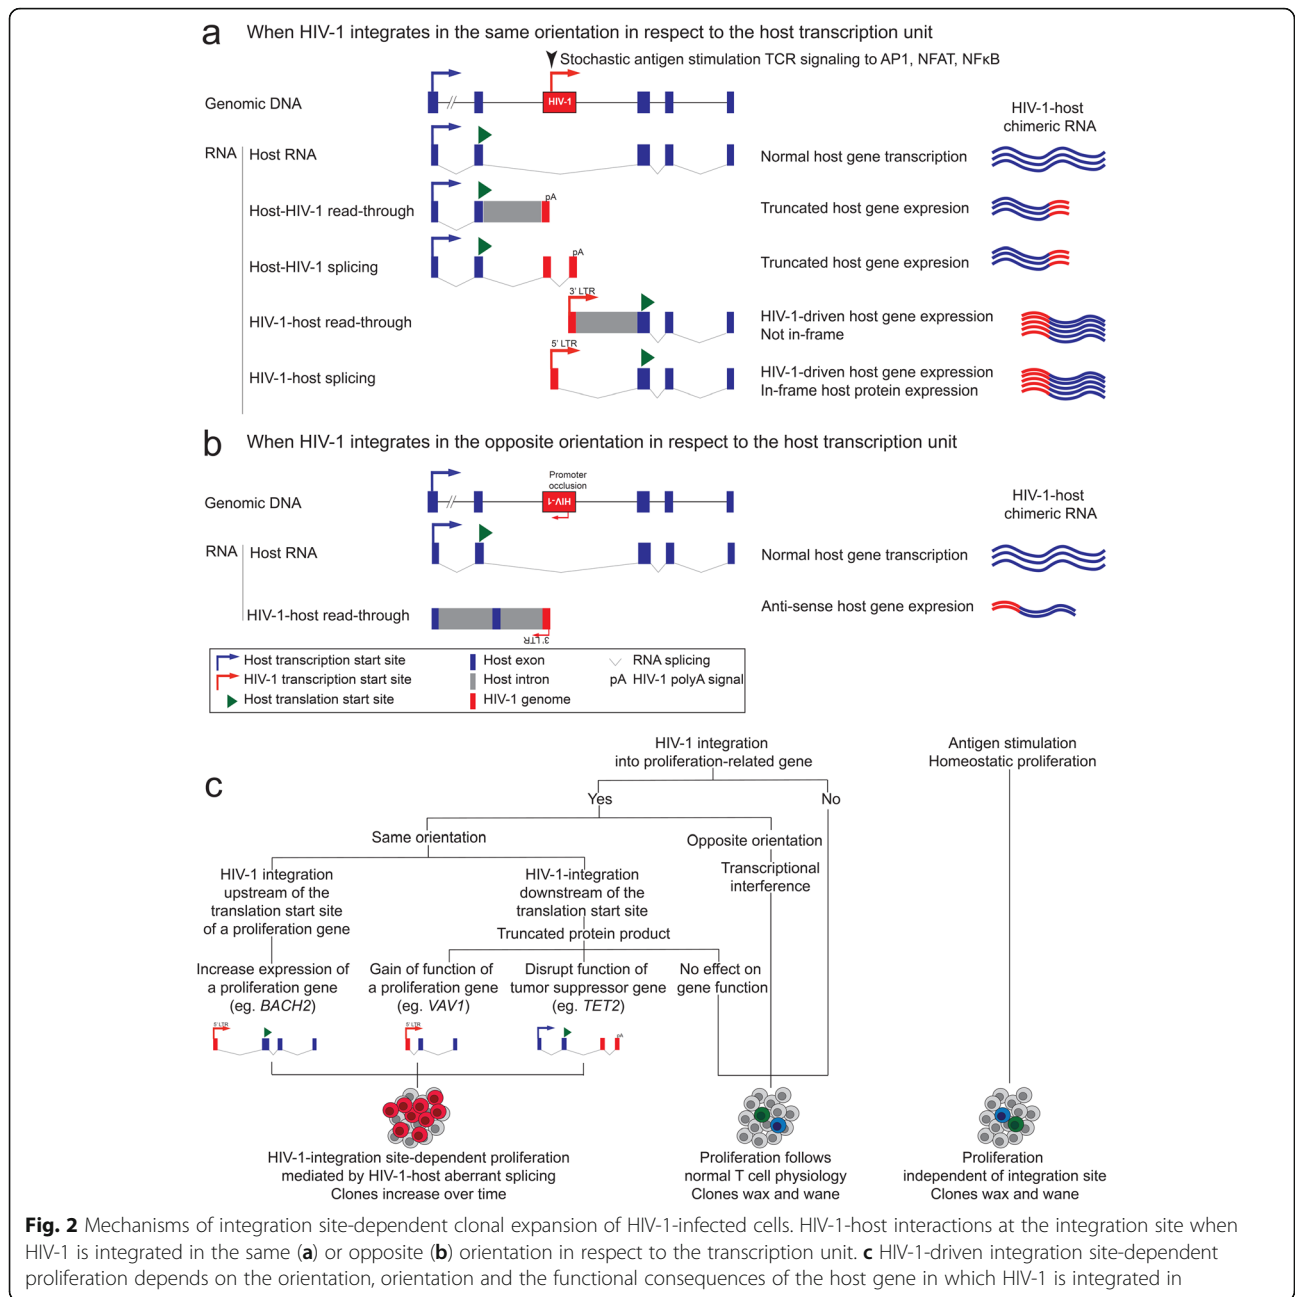 a When HIV-1 integrates in the same orientation in respect to the host transcription unit
Stochastic antigen stimulation TCR signaling to AP1, NFAT, NFκB
Genomic DNA
HIV-1
HIV-1-host
chimeric RNA
RNA
Host RNA
Normal host gene transcription
Host-HIV-1 read-through
pA
Truncated host gene expresion
Host-HIV-1 splicing
pA
Truncated host gene expresion
HIV-1-host read-through
3' LTR
HIV-1-driven host gene expression
Not in-frame
HIV-1-host splicing
5' LTR
HIV-1-driven host gene expression
In-frame host protein expression
b When HIV-1 integrates in the opposite orientation in respect to the host transcription unit
Genomic DNA
Promoter
occlusion
HIV-1
HIV-1-host
chimeric RNA
RNA
Host RNA
Normal host gene transcription
HIV-1-host read-through
3' LTR
Anti-sense host gene expresion
Host transcription start site
HIV-1 transcription start site
Host translation start site
Host exon
Host intron
HIV-1 genome
RNA splicing
pA HIV-1 polyA signal
c
HIV-1 integration
into proliferation-related gene
Antigen stimulation
Homeostatic proliferation
Yes
No
Same orientation
Opposite orientation
Transcriptional
interference
HIV-1 integration
upstream of the
translation start site
of a proliferation gene
HIV-1-integration
downstream of the
translation start site
Truncated protein product
Increase expression of
a proliferation gene
(eg. BACH2)
Gain of function of
a proliferation gene
(eg. VAV1)
Disrupt function of
tumor suppressor gene
(eg. TET2)
No effect on
gene function
5' LTR
5' LTR
pA
HIV-1-integration site-dependent proliferation
mediated by HIV-1-host aberrant splicing
Clones increase over time
Proliferation follows
normal T cell physiology
Clones wax and wane
Proliferation
independent of integration site
Clones wax and wane
Fig. 2 Mechanisms of integration site-dependent clonal expansion of HIV-1-infected cells. HIV-1-host interactions at the integration site when
HIV-1 is integrated in the same (a) or opposite (b) orientation in respect to the transcription unit. c HIV-1-driven integration site-dependent
proliferation depends on the orientation, orientation and the functional consequences of the host gene in which HIV-1 is integrated in